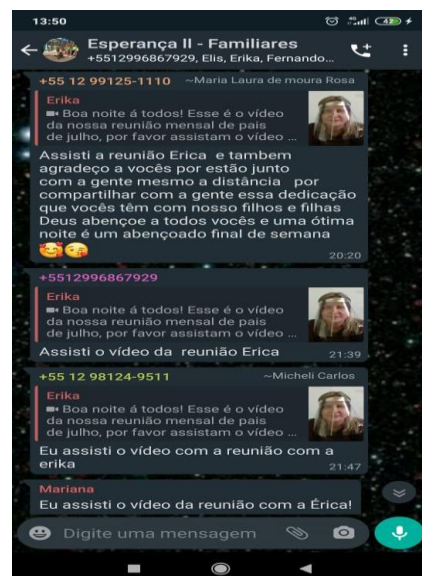 13:50
4G
42
Esperança II - Familiares
+5512996867929, Elis, Erika, Fernando...
+55 12 99125-1110 ~Maria Laura de moura Rosa
Erika
Boa noite á todos! Esse é o vídeo
da nossa reunião mensal de pais
de julho, por favor assistam o vídeo ...
Assisti a reunião Erica e tambem
agradeço a vocês por estão junto
com a gente mesmo a distância por
compartilhar com a gente essa dedicação
que vocês têm com nosso filhos e filhas
Deus abençoe a todos vocês e uma ótima
noite é um abençoado final de semana
🥰😘
20:20
+5512996867929
Erika
Boa noite á todos! Esse é o vídeo
da nossa reunião mensal de pais
de julho, por favor assistam o vídeo ...
Assisti o vídeo da reunião Erica
21:39
+55 12 98124-9511 ~Micheli Carlos
Erika
Boa noite á todos! Esse é o vídeo
da nossa reunião mensal de pais
de julho, por favor assistam o vídeo ...
Eu assisti o vídeo com a reunião com a
erika
21:47
Mariana
Eu assisti o vídeo da reunião com a Érica!
Digite uma mensagem